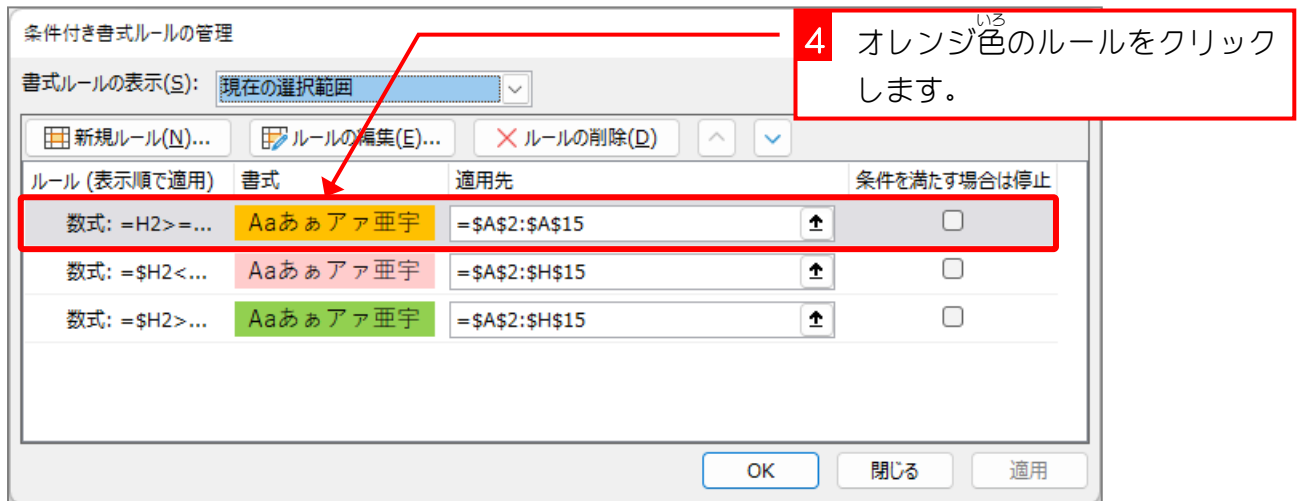 条件付き書式ルールの管理
4
いろ
オレンジ色のルールをクリック
します。
書式ルールの表示(S):
現在の選択範囲
新規ルール(N)...
ルールの編集(E)...
ルールの削除(D)
ルール (表示順で適用) 書式 適用先 条件を満たす場合は停止
数式: =H2>=... Aaあぁアァ亜宇 =$A$2:$A$15
数式: =$H2<... Aaあぁアァ亜宇 =$A$2:$H$15
数式: =$H2>... Aaあぁアァ亜宇 =$A$2:$H$15
OK 閉じる 適用